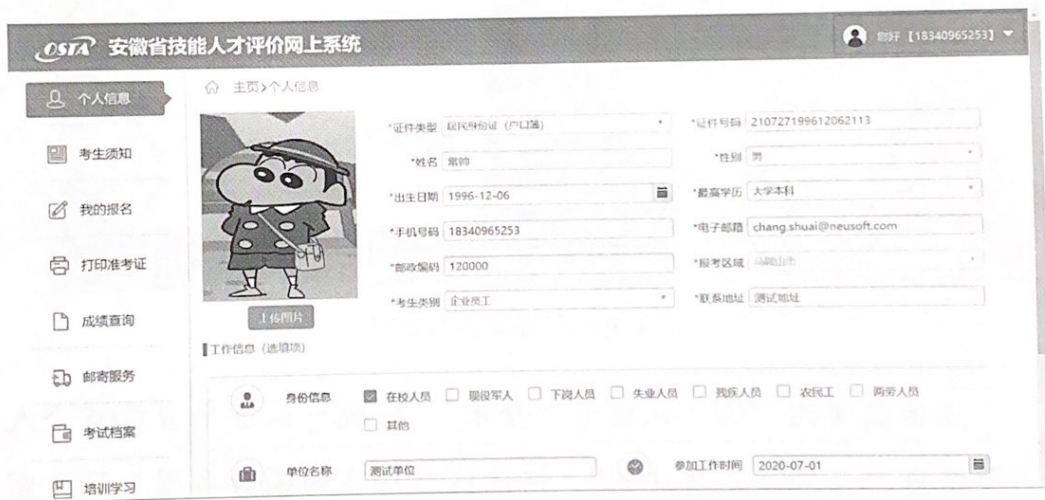 OSTA 安徽省技能人才评价网上系统
您好 【18340965253】
个人信息
考生须知
我的报名
打印准考证
成绩查询
邮寄服务
考试档案
培训学习
主页>个人信息
上传图片
*证件类型 居民身份证（户口簿）
*证件号码 210727199612062113
*姓名 常帅
*性别 男
*出生日期 1996-12-06
*最高学历 大学本科
*手机号码 18340965253
*电子邮箱 chang.shuai@neusoft.com
*邮政编码 120000
*报考区域 马鞍山市
*考生类别 企业员工
*联系地址 测试地址
工作信息（选填项）
身份信息 在校人员 现役军人 下岗人员 失业人员 残疾人员 农民工 两劳人员
其他
单位名称 测试单位
参加工作时间 2020-07-01